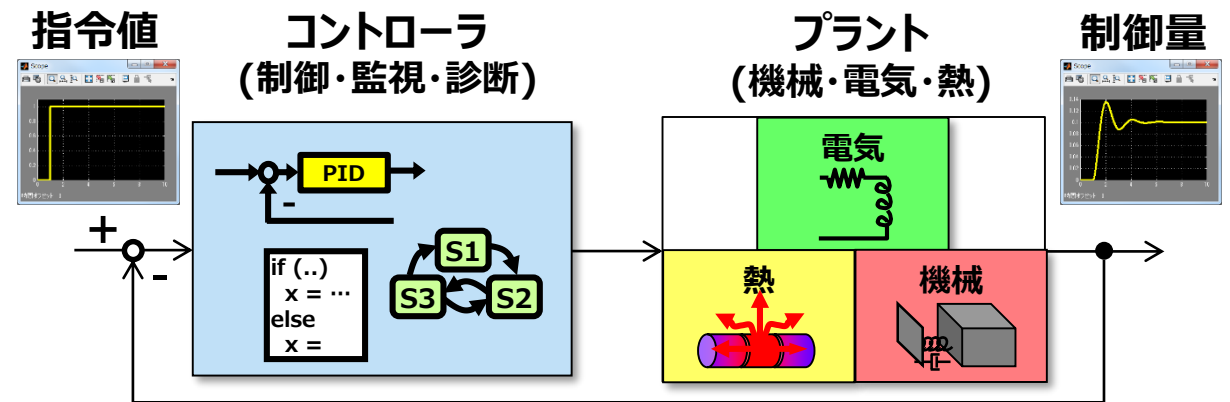 指令値
コントローラ
(制御・監視・診断)
プラント
(機械・電気・熱)
制御量
Scope
Scope
PID
-
if (..)
x = …
else
x =
S1
S3
S2
電気
熱
機械
+
-